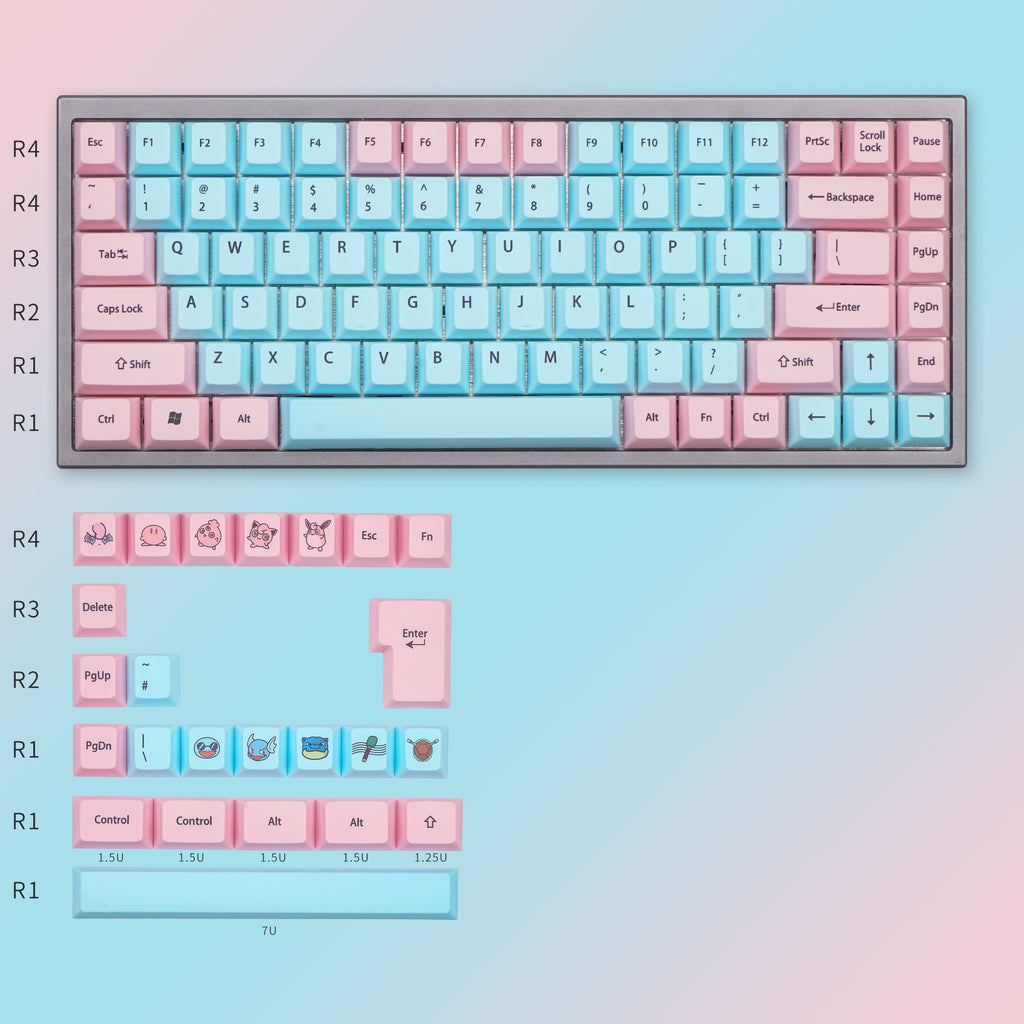 R4 Esc F1 F2 F3 F4 F5 F6 F7 F8 F9 F10 F11 F12 PrtSc Scroll Lock Pause
R4 ~ ‘ ! 1 @ 2 # 3 $ 4 % 5 ^ 6 & 7 * 8 ( 9 ) 0 – - + = ←Backspace Home
R3 Tab↹ Q W E R T Y U I O P { [ } ] | \ PgUp
R2 Caps Lock A S D F G H J K L : ; " ' ↵Enter PgDn
R1 ⇧Shift Z X C V B N M < , > . ? / ⇧Shift ↑ End
R1 Ctrl Alt Alt Fn Ctrl ← ↓ →
R4 Esc Fn
R3 Delete
Enter ↵
R2 PgUp ~ #
R1 PgDn | \
R1 Control Control Alt Alt ⇧
1.5U 1.5U 1.5U 1.5U 1.25U
R1
7U